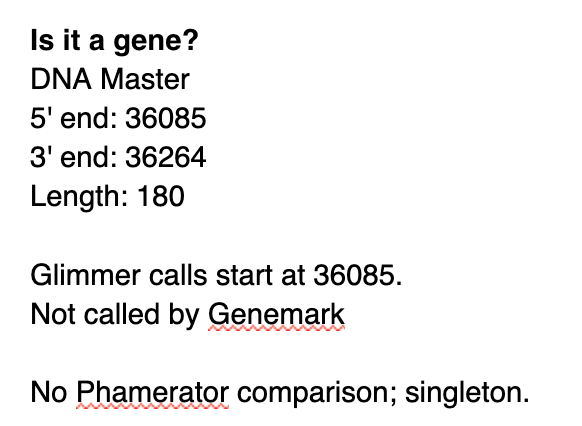 Is it a gene?
DNA Master
5' end: 36085
3' end: 36264
Length: 180
Glimmer calls start at 36085.
Not called by Genemark
No Phamerator comparison; singleton.